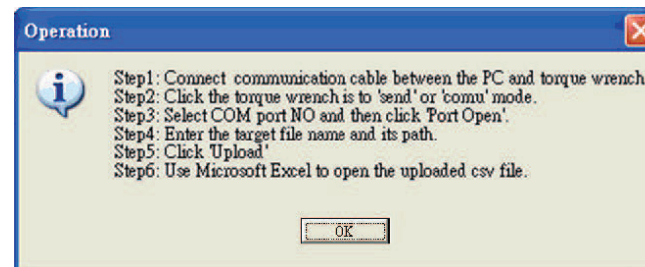 Operation
Step1: Connect communication cable between the PC and torque wrench
Step2: Click the torque wrench is to 'send' or 'comu' mode.
Step3: Select COM port NO and then click 'Port Open'.
Step4: Enter the target file name and its path.
Step5: Click 'Upload'
Step6: Use Microsoft Excel to open the uploaded csv file.
OK